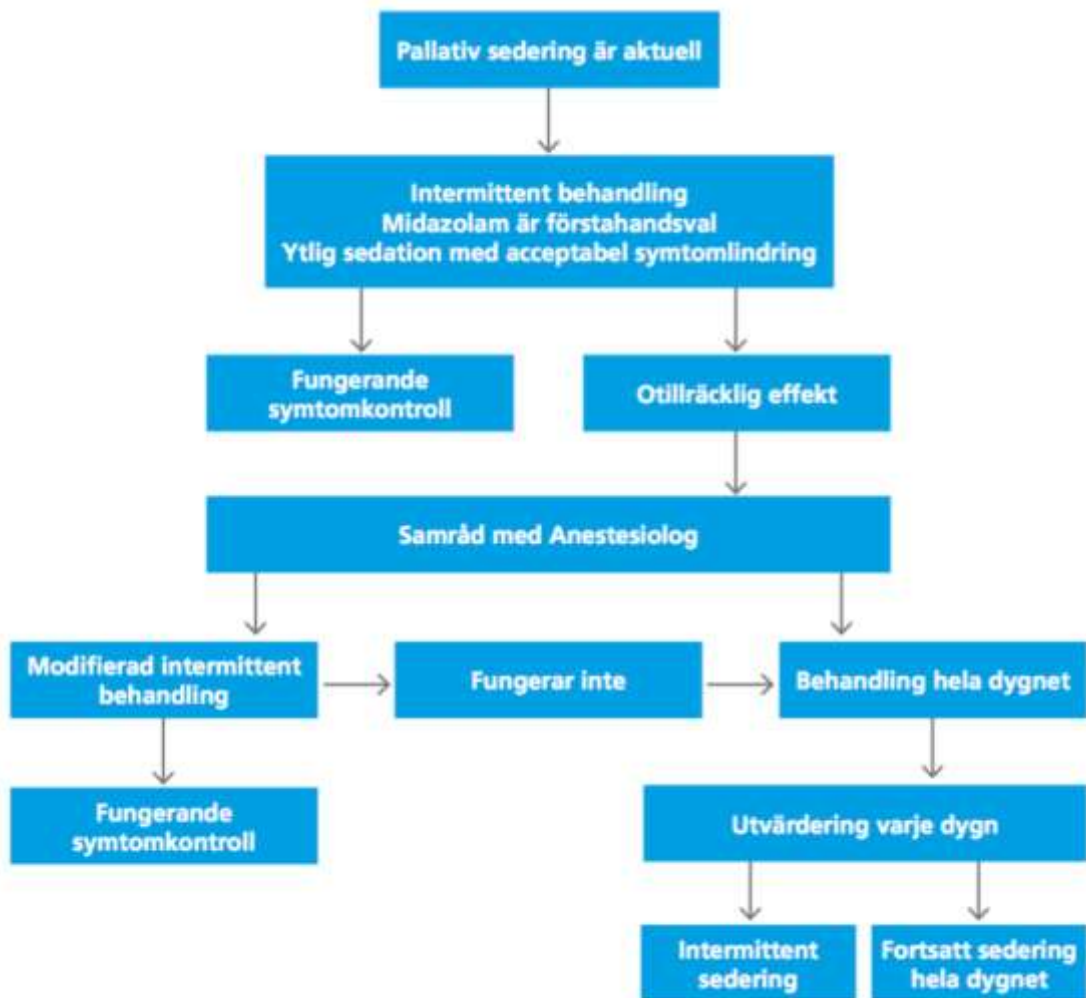 Pallativ sedering är aktuell
Intermittent behandling
Midazolam är förstahandsval
Ytlig sedation med acceptabel symtomlindring
Fungerande
symtomkontroll
Otillräcklig effekt
Samråd med Anestesiolog
Modifierad intermittent
behandling
Fungerar inte
Behandling hela dygnet
Fungerande
symtomkontroll
Utvärdering varje dygn
Intermittent
sedering
Fortsatt sedering
hela dygnet